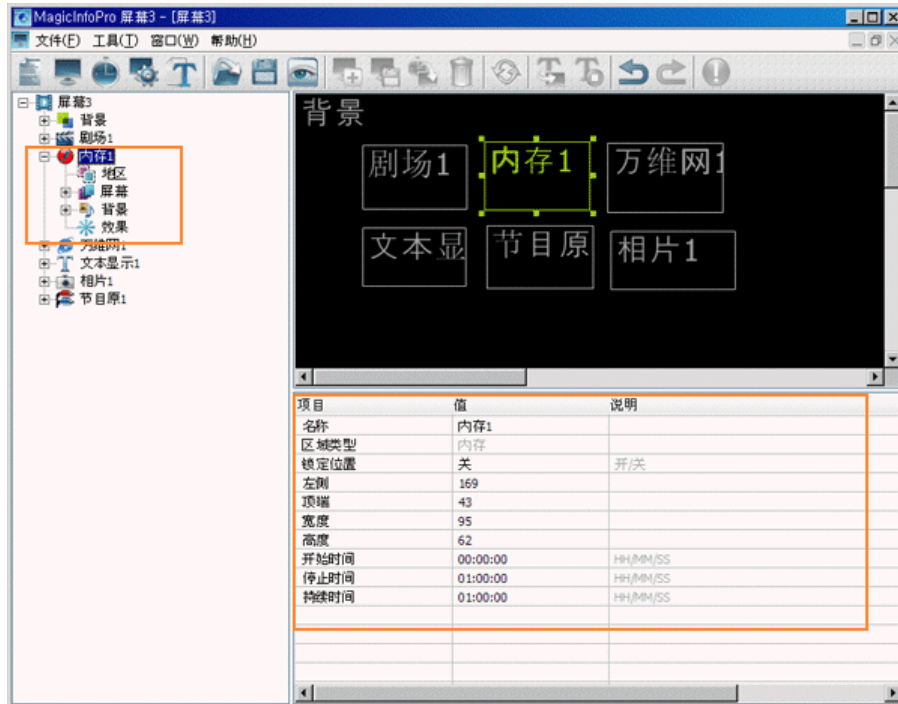 MagicInfoPro 屏幕3 - [屏幕3]
文件(F) 工具(T) 窗口(W) 帮助(H)
屏幕3
背景
剧场1
内存1
地区
屏幕
背景
效果
万维网1
文本显示1
相片1
节目原1
背景
剧场1 内存1 万维网1
文本显 节目原 相片1
项目 值 说明
名称 内存1
区域类型 内存
锁定位置 关 开/关
左侧 169
顶端 43
宽度 95
高度 62
开始时间 00:00:00 HH/MM/SS
停止时间 01:00:00 HH/MM/SS
持续时间 01:00:00 HH/MM/SS